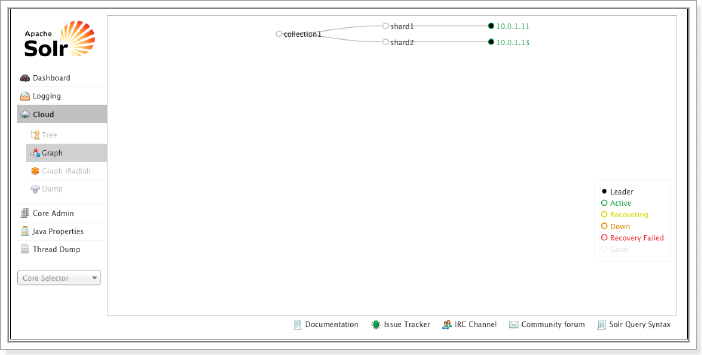 Apache
Solr
Dashboard
Logging
Cloud
Tree
Graph
Graph (Radial)
Dump
Core Admin
Java Properties
Thread Dump
Core Selector
collection1
shard1
10.0.1.11
shard2
10.0.1.13
Leader
Active
Recovering
Down
Recovery Failed
Gone
Documentation
Issue Tracker
IRC Channel
Community forum
Solr Query Syntax